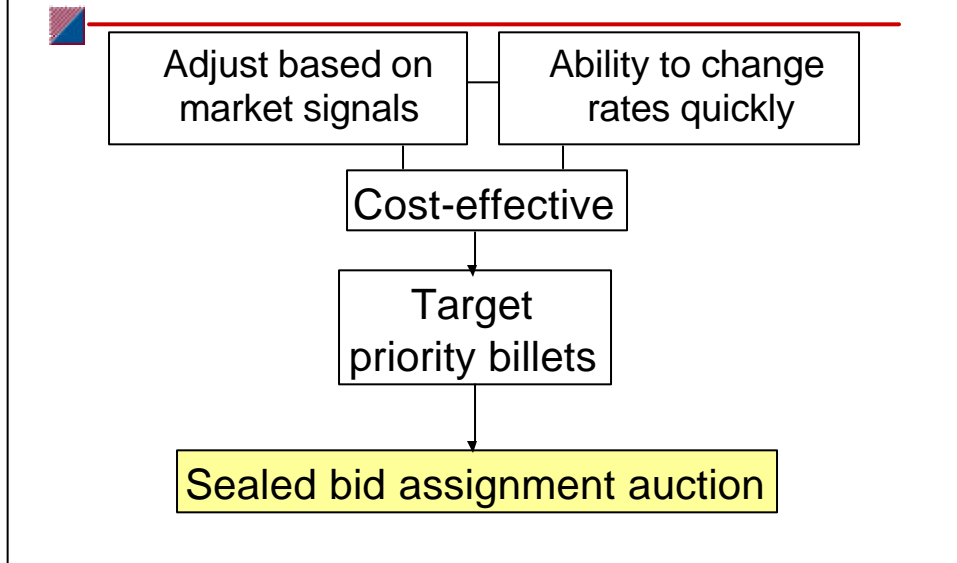 Adjust based on
market signals
Ability to change
rates quickly
Cost-effective
Target
priority billets
Sealed bid assignment auction